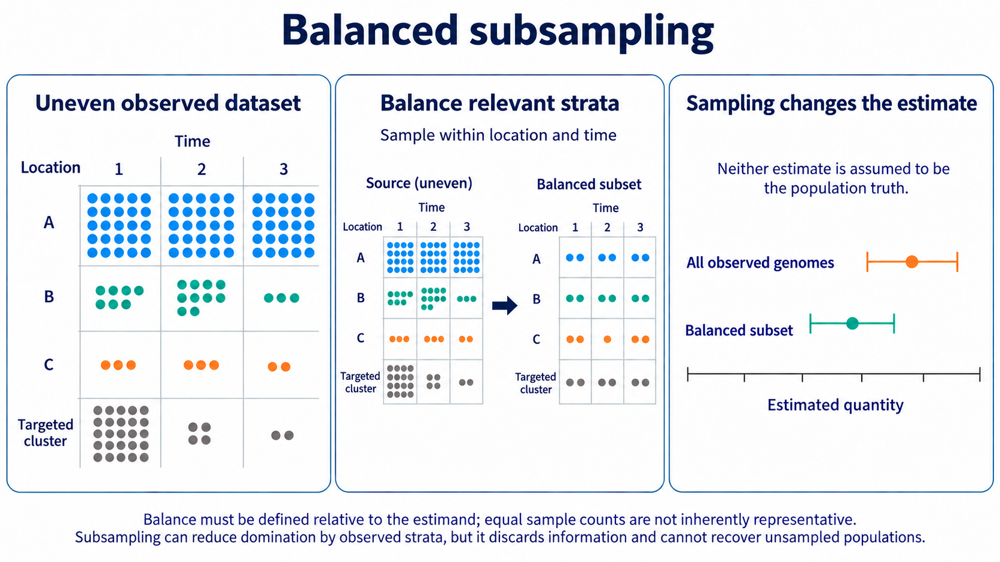 Balanced subsampling
Uneven observed dataset
Time
Location 1 2 3
A
B
C
Targeted
cluster
Balance relevant strata
Sample within location and time
Source (uneven)
Time
Location 1 2 3
A
B
C
Targeted
cluster
Balanced subset
Time
Location 1 2 3
A
B
C
Targeted
cluster
Sampling changes the estimate
Neither estimate is assumed to be
the population truth.
All observed genomes
Balanced subset
Estimated quantity
Balance must be defined relative to the estimand; equal sample counts are not inherently representative.
Subsampling can reduce domination by observed strata, but it discards information and cannot recover unsampled populations.